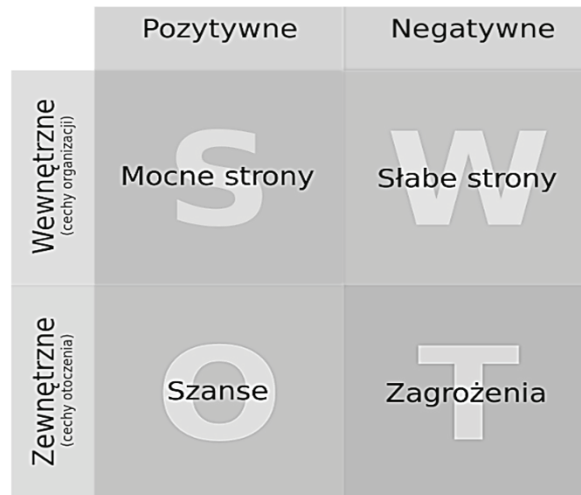 Pozytywne
Negatywne
Wewnętrzne
(cechy organizacji)
S
Mocne strony
W
Słabe strony
Zewnętrzne
(cechy otoczenia)
O
Szanse
T
Zagrożenia